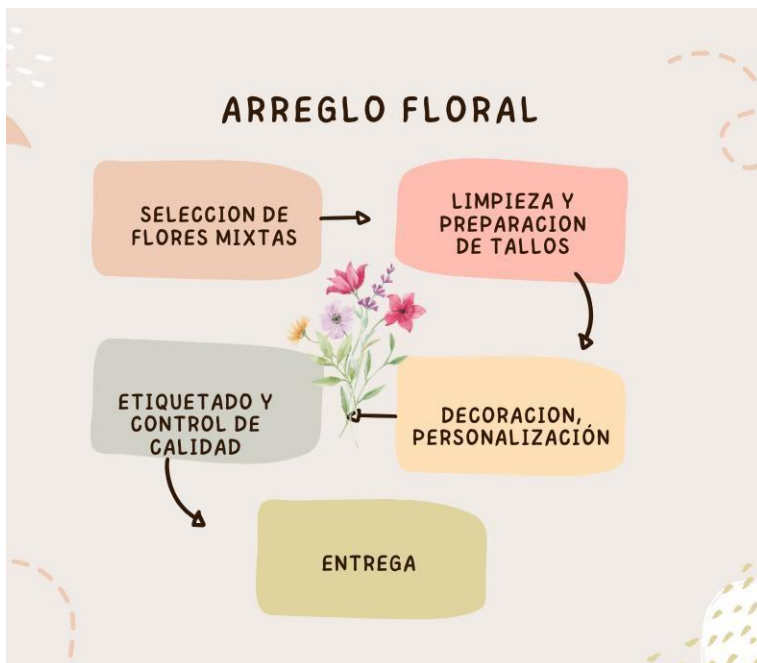 ARREGLO FLORAL
SELECCION DE
FLORES MIXTAS
LIMPIEZA Y
PREPARACION
DE TALLOS
DECORACION,
PERSONALIZACIÓN
ETIQUETADO Y
CONTROL DE
CALIDAD
ENTREGA